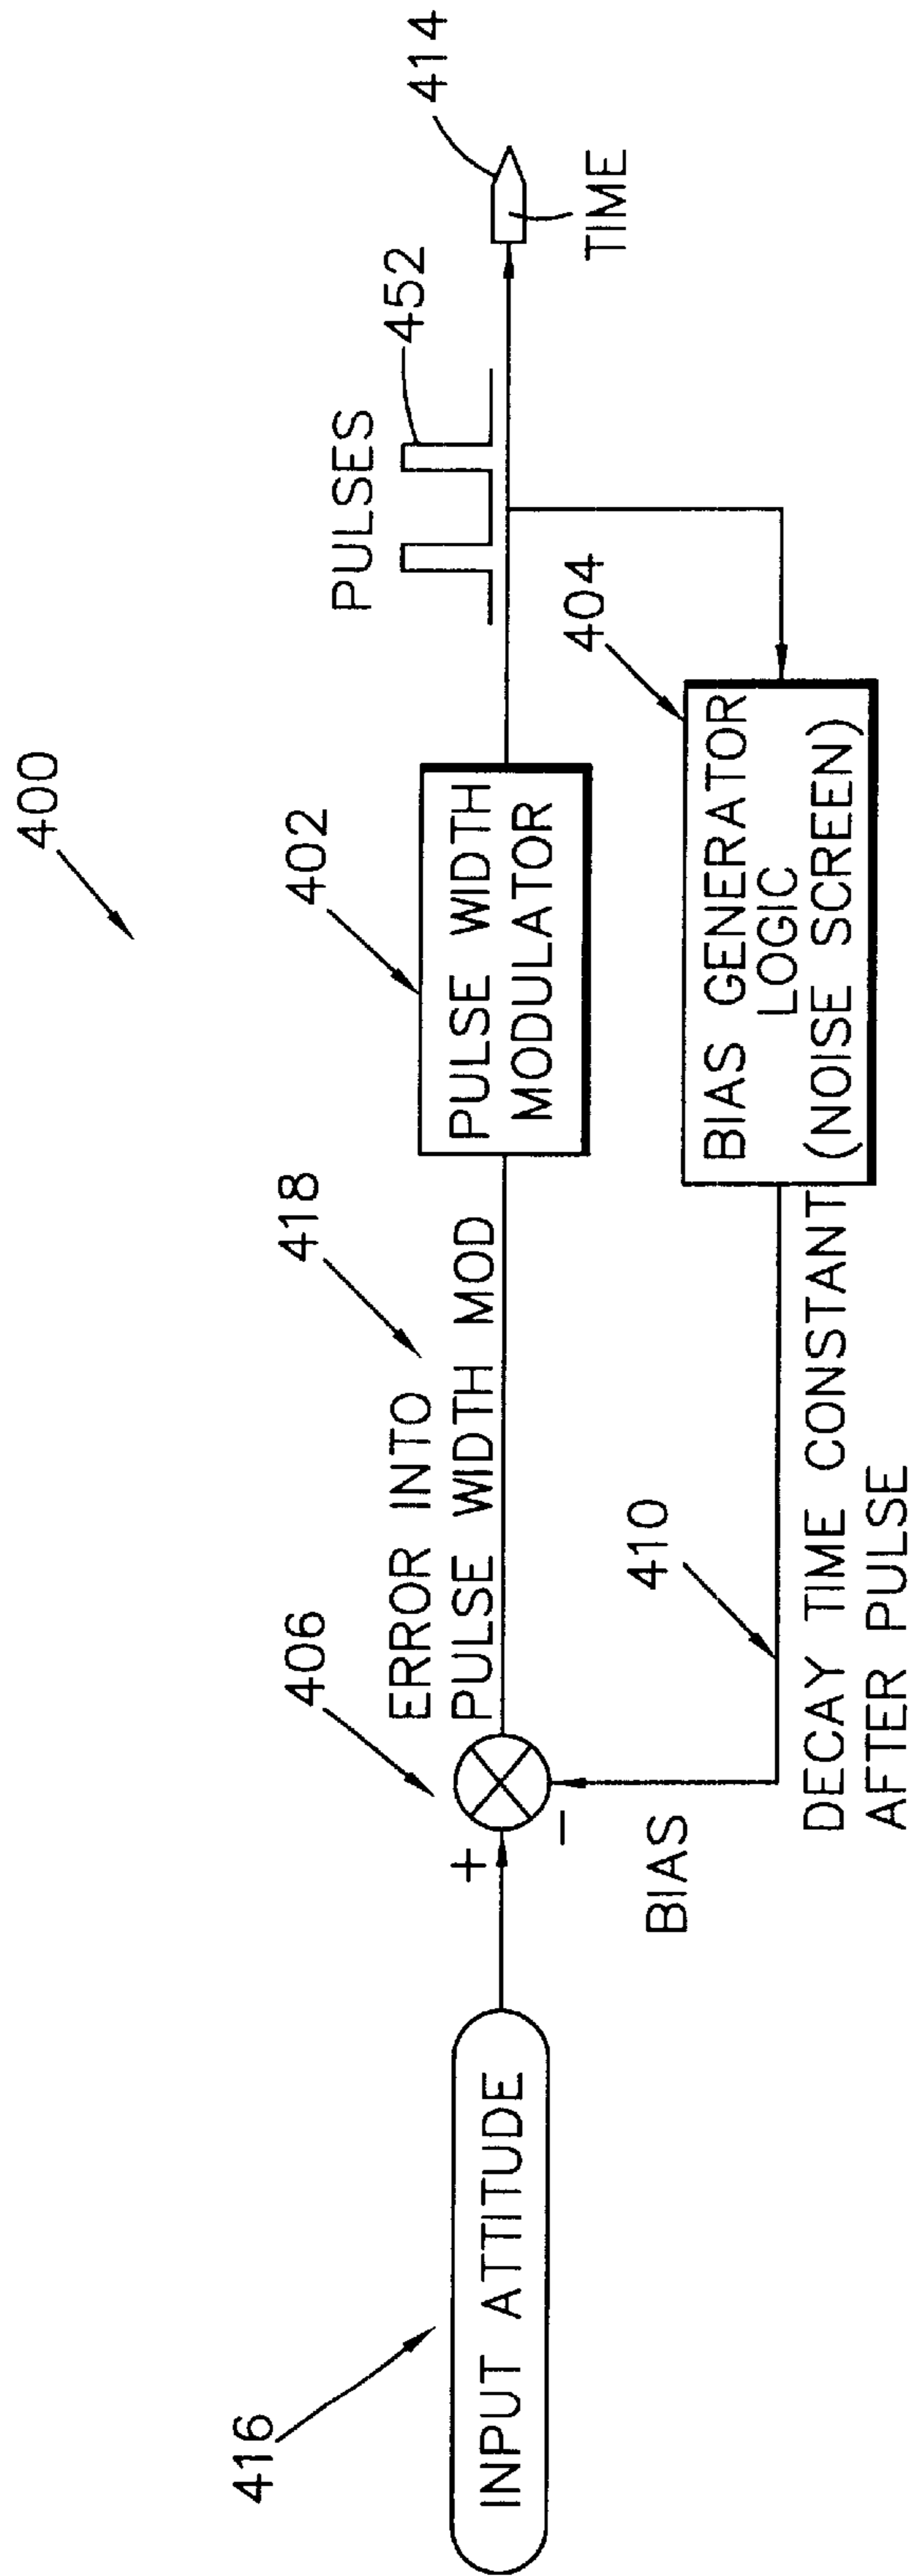 400
416
INPUT ATTITUDE
+
−
406
BIAS
ERROR INTO
PULSE WIDTH MOD
418
410
DECAY TIME CONSTANT
AFTER PULSE
402
PULSE WIDTH
MODULATOR
404
BIAS GENERATOR
LOGIC
(NOISE SCREEN)
PULSES
452
TIME
414